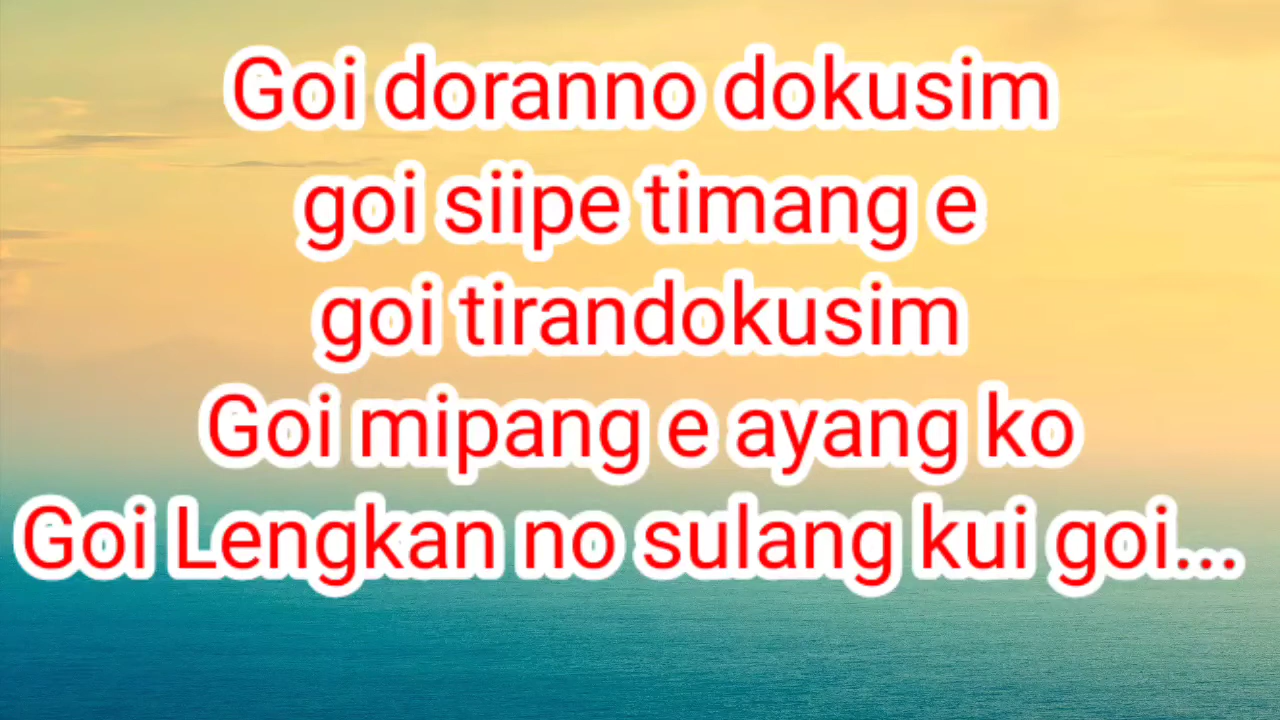 Goi doranno dokusim
goi siipe timang e
goi tirandokusim
Goi mipang e ayang ko
Goi Lengkan no sulang kui goi...